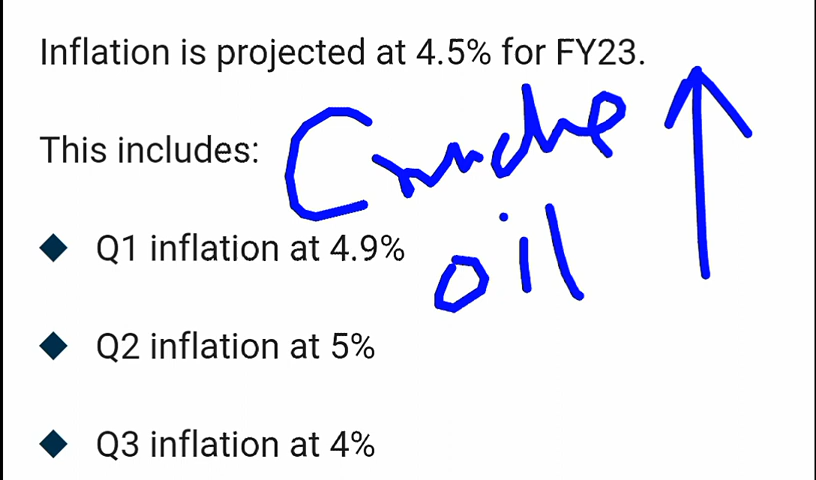 Inflation is projected at 4.5% for FY23.
This includes:
Crude
Q1 inflation at 4.9%
oil
Q2 inflation at 5%
Q3 inflation at 4%